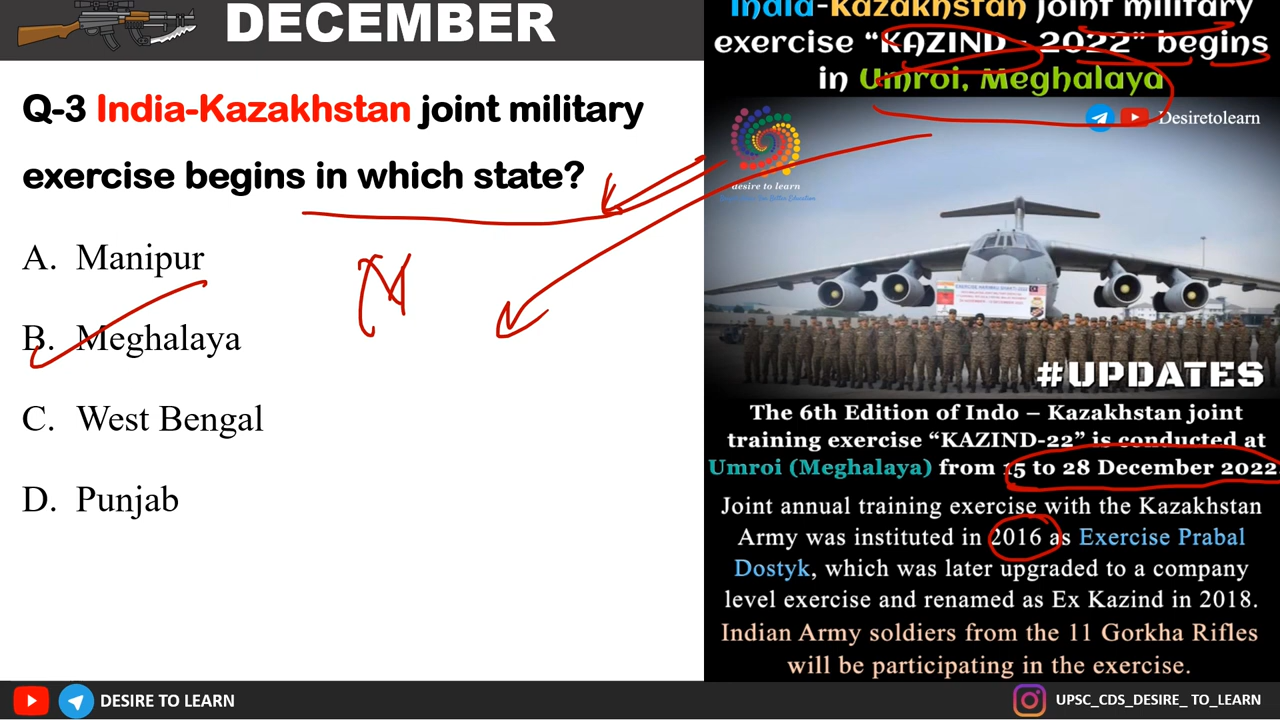 DECEMBER
Q-3 India-Kazakhstan joint military
exercise begins in which state?
A. Manipur
B. Meghalaya
C. West Bengal
D. Punjab
M
India-Kazakhstan joint military
exercise “KAZIND - 2022” begins
in Umroi, Meghalaya
Desiretolearn
desire to learn
#UPDATES
The 6th Edition of Indo – Kazakhstan joint
training exercise “KAZIND-22” is conducted at
Umroi (Meghalaya) from 15 to 28 December 2022.
Joint annual training exercise with the Kazakhstan
Army was instituted in 2016 as Exercise Prabal
Dostyk, which was later upgraded to a company
level exercise and renamed as Ex Kazind in 2018.
Indian Army soldiers from the 11 Gorkha Rifles
will be participating in the exercise.
DESIRE TO LEARN
UPSC_CDS_DESIRE_ TO_LEARN